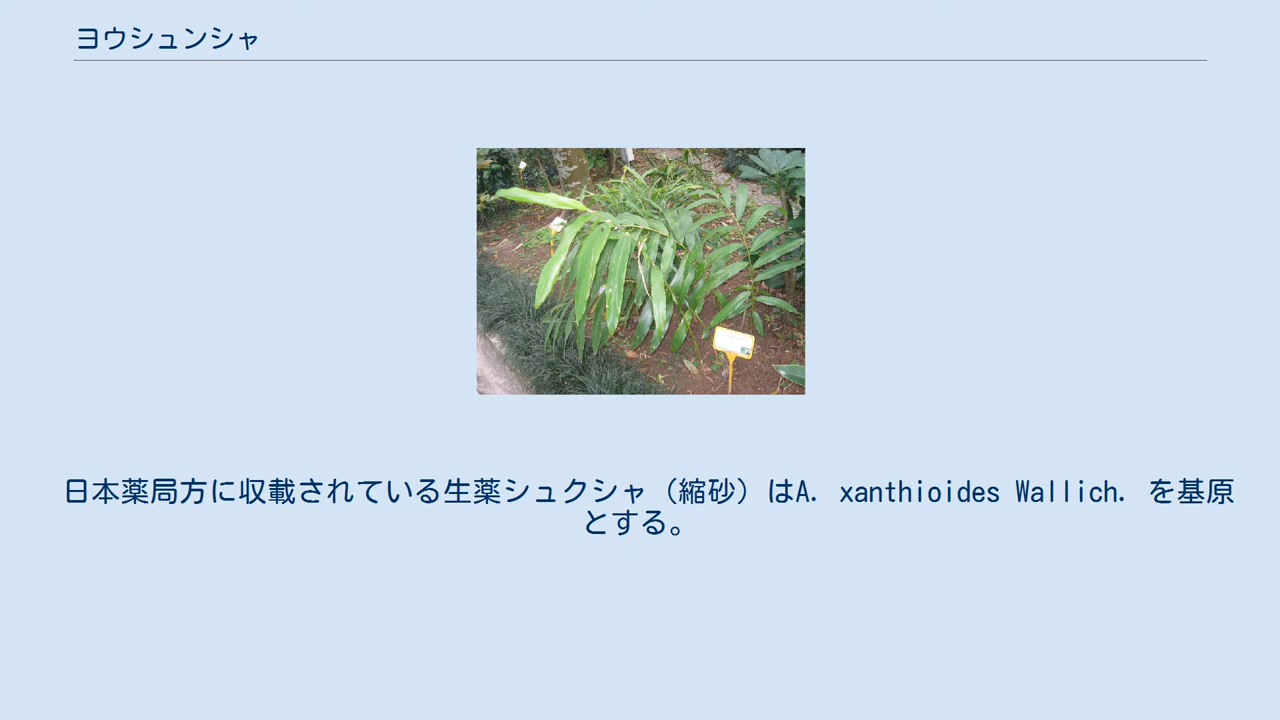 ヨウシュンシャ
日本薬局方に収載されている生薬シュクシャ（縮砂）はA. xanthioides Wallich. を基原
とする。